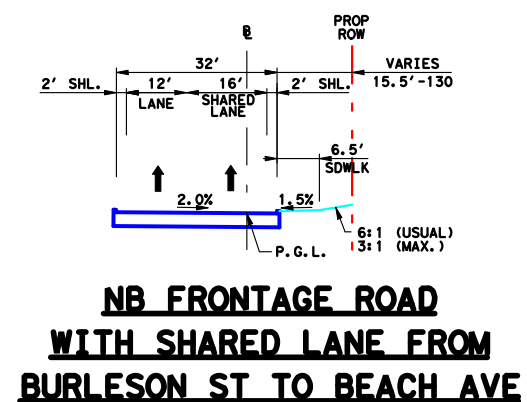 PROP
ROW
32'
VARIES
15.5'-130
2' SHL.
12'
LANE
16'
SHARED
LANE
2' SHL.
6.5'
SDWLK
2.0%
1.5%
6:1 (USUAL)
3:1 (MAX.)
P.G.L.
NB FRONTAGE ROAD
WITH SHARED LANE FROM
BURLESON ST TO BEACH AVE